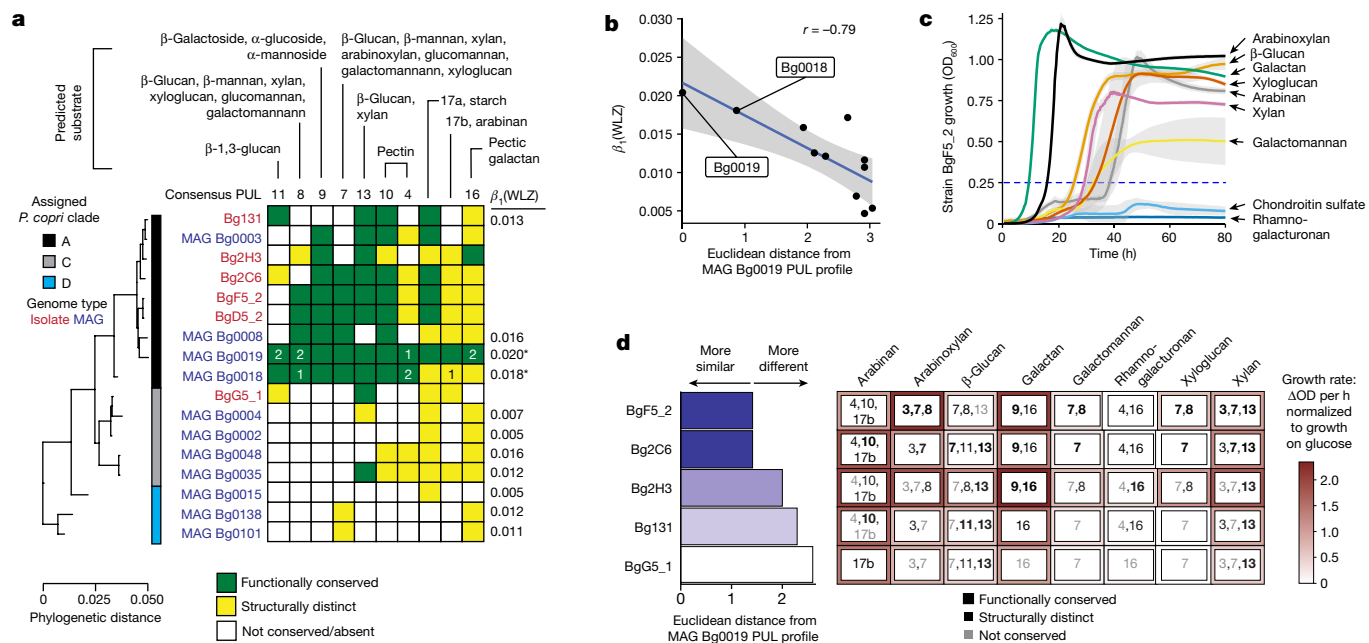 a
Predicted
substrate
β-Galactoside, α-glucoside,
α-mannoside
β-Glucan, β-mannan, xylan,
arabinoxylan, glucomannan,
galactomannann, xyloglucan
β-Glucan, β-mannan, xylan,
xyloglucan, glucomannan,
galactomannann
β-Glucan,
xylan
17a, starch
17b, arabinan
β-1,3-glucan
Pectin
Pectic
galactan
Consensus PUL
11 8 9 7 13 10 4 16
β1(WLZ)
Assigned
P. copri clade
A
C
D
Genome type
Isolate MAG
Bg131 0.013
MAG Bg0003
Bg2H3
Bg2C6
BgF5_2
BgD5_2
MAG Bg0008 0.016
MAG Bg0019 2 2 1 2 0.020*
MAG Bg0018 1 2 1 0.018*
BgG5_1
MAG Bg0004 0.007
MAG Bg0002 0.005
MAG Bg0048 0.016
MAG Bg0035 0.012
MAG Bg0015 0.005
MAG Bg0138 0.012
MAG Bg0101 0.011
0 0.025 0.050
Phylogenetic distance
Functionally conserved
Structurally distinct
Not conserved/absent
b
r = −0.79
β1(WLZ)
0.030
0.025
0.020
0.015
0.010
0.005
Bg0018
Bg0019
0 1 2 3
Euclidean distance from
MAG Bg0019 PUL profile
c
Strain BgF5_2 growth (OD600)
1.25
1.00
0.75
0.50
0.25
0
0 20 40 60 80
Time (h)
Arabinoxylan
β-Glucan
Galactan
Xyloglucan
Arabinan
Xylan
Galactomannan
Chondroitin sulfate
Rhamno-
galacturonan
d
More
similar
More
different
BgF5_2
Bg2C6
Bg2H3
Bg131
BgG5_1
0 1 2
Euclidean distance from
MAG Bg0019 PUL profile
Arabinan
Arabinoxylan
β-Glucan
Galactan
Galactomannan
Rhamno-
galacturonan
Xyloglucan
Xylan
4,10,
17b
3,7,8 7,8,13 9,16 7,8 4,16 7,8 3,7,13
4,10,
17b
3,7 7,11,13 9,16 7 4,16 7 3,7,13
4,10,
17b
3,7,8 7,8,13 9,16 7,8 4,16 7,8 3,7,13
4,10,
17b
3,7 7,11,13 16 7 4,16 7 3,7,13
17b 3,7 7,11,13 16 7 16 7 3,7,13
Functionally conserved
Structurally distinct
Not conserved
Growth rate:
ΔOD per h
normalized
to growth
on glucose
2.0
1.5
1.0
0.5
0